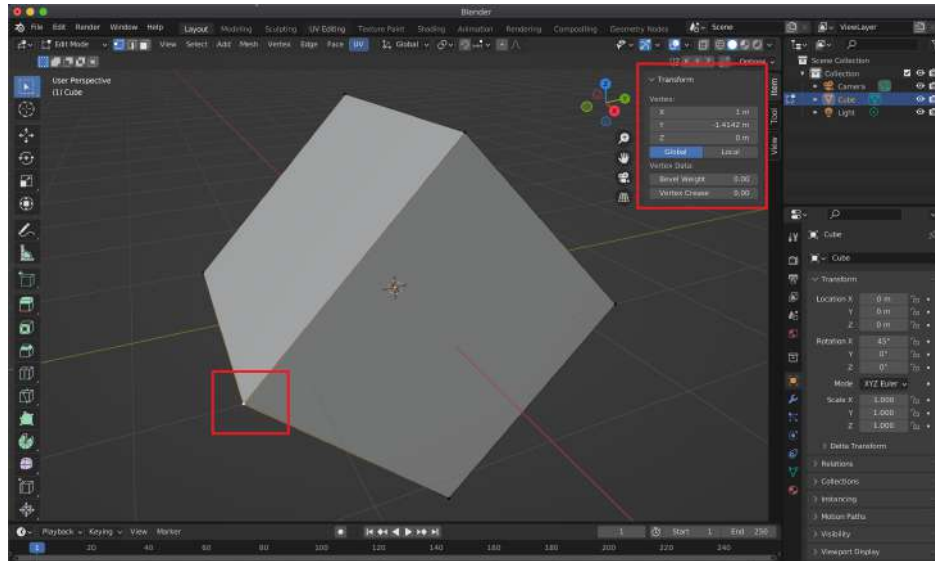 Blender
File Edit Render Window Help Layout Modeling Sculpting UV Editing Texture Paint Shading Animation Rendering Compositing Geometry Nodes Scene ViewLayer
Edit Mode View Select Add Mesh Vertex Edge Face UV Global
Options
User Perspective
(1) Cube
Transform
Vertex:
X 1 m
Y -1.4142 m
Z 0 m
Global Local
Vertex Data:
Bevel Weight 0.00
Vertex Crease 0.00
Item
Tool
View
Scene Collection
Collection
Camera
Cube
Light
Cube
Cube
Transform
Location X 0 m
Y 0 m
Z 0 m
Rotation X 45°
Y 0°
Z 0°
Mode XYZ Euler
Scale X 1.000
Y 1.000
Z 1.000
Delta Transform
Relations
Collections
Instancing
Motion Paths
Visibility
Viewport Display
Playback Keying View Marker 1 Start 1 End 250
1 20 40 60 80 100 120 140 160 180 200 220 240